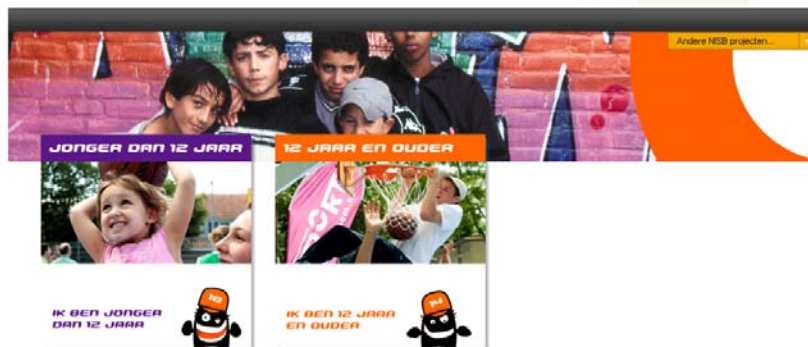 Andere NISB projecten...
JONGER DAN 12 JAAR
12 JAAR EN OUDER
IK BEN JONGER
DAN 12 JAAR
IK BEN 12 JAAR
EN OUDER